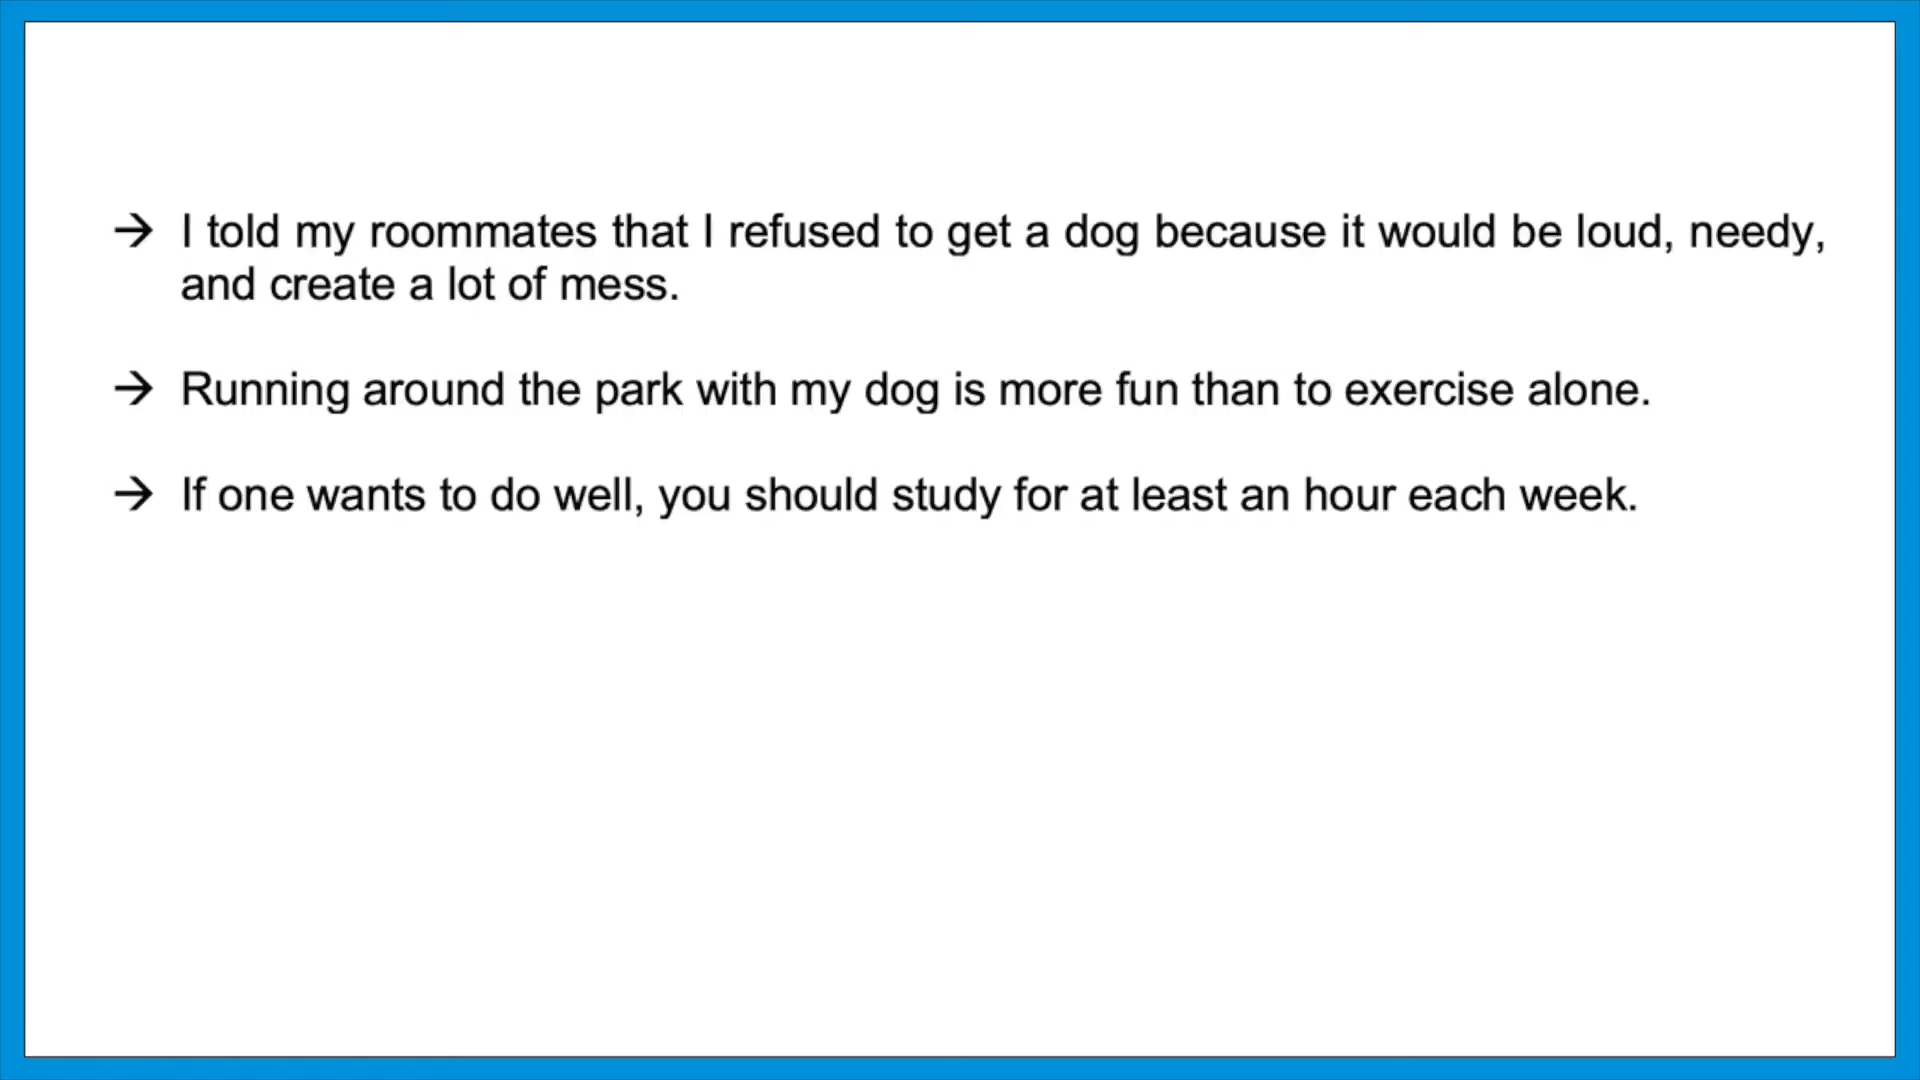 → I told my roommates that I refused to get a dog because it would be loud, needy,
and create a lot of mess.
→ Running around the park with my dog is more fun than to exercise alone.
→ If one wants to do well, you should study for at least an hour each week.